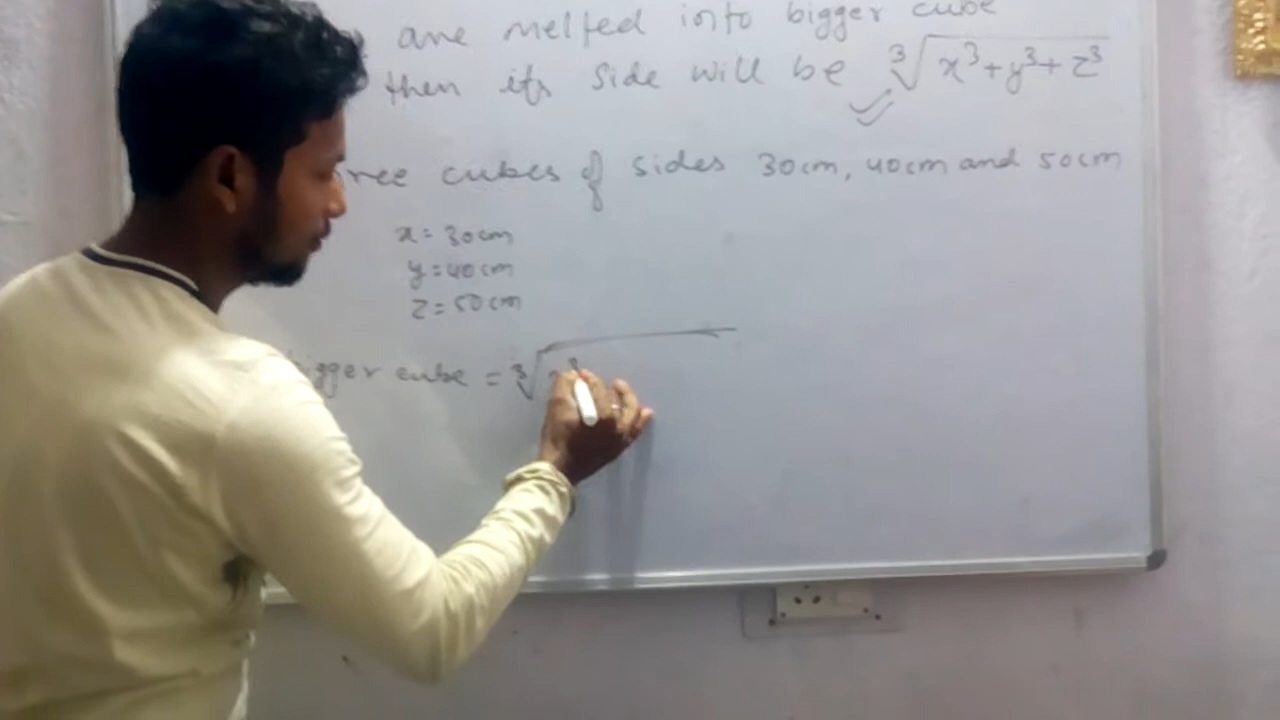 are melted into bigger cube
then its side will be ∛x³+y³+z³
ree cubes of sides 30cm, 40cm and 50cm
x=30cm
y=40cm
z=50cm
bigger cube = ∛